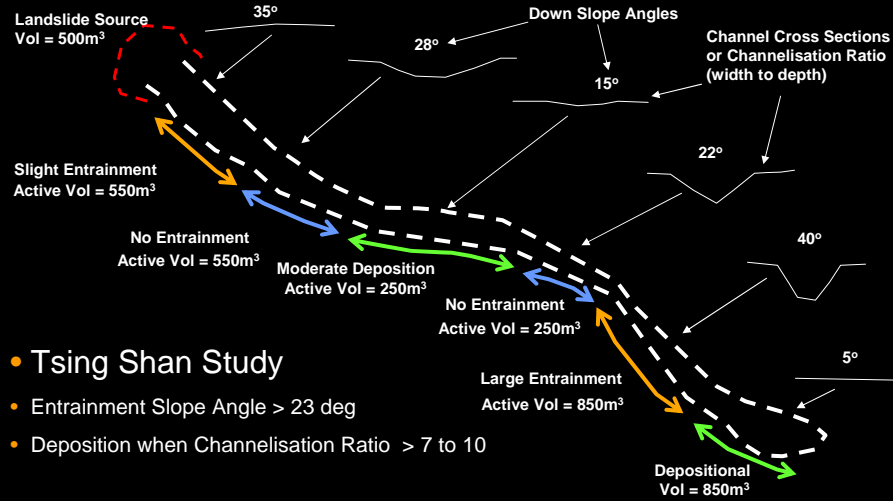 Landslide Source
Vol = 500m³
35º
28º
Down Slope Angles
15º
Channel Cross Sections
or Channelisation Ratio
(width to depth)
22º
40º
5º
Slight Entrainment
Active Vol = 550m³
No Entrainment
Active Vol = 550m³
Moderate Deposition
Active Vol = 250m³
No Entrainment
Active Vol = 250m³
Large Entrainment
Active Vol = 850m³
Depositional
Vol = 850m³
• Tsing Shan Study
• Entrainment Slope Angle > 23 deg
• Deposition when Channelisation Ratio > 7 to 10